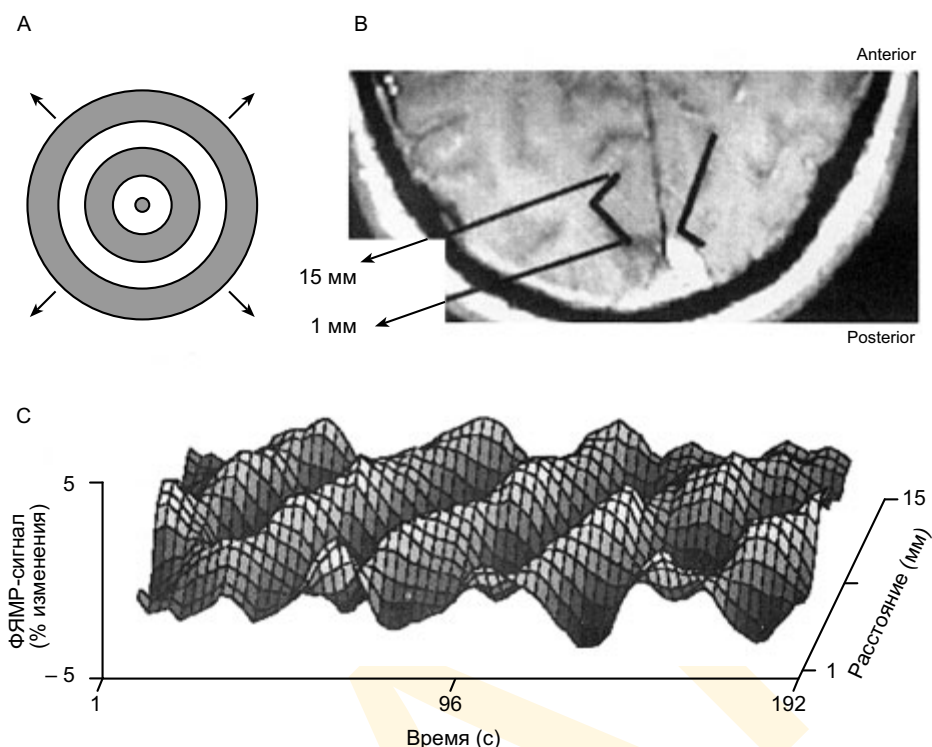 A
B
Anterior
15 мм
1 мм
Posterior
C
ФЯМР-сигнал
(% изменения)
5
– 5
1
96
192
Время (с)
1
15
Расстояние (мм)